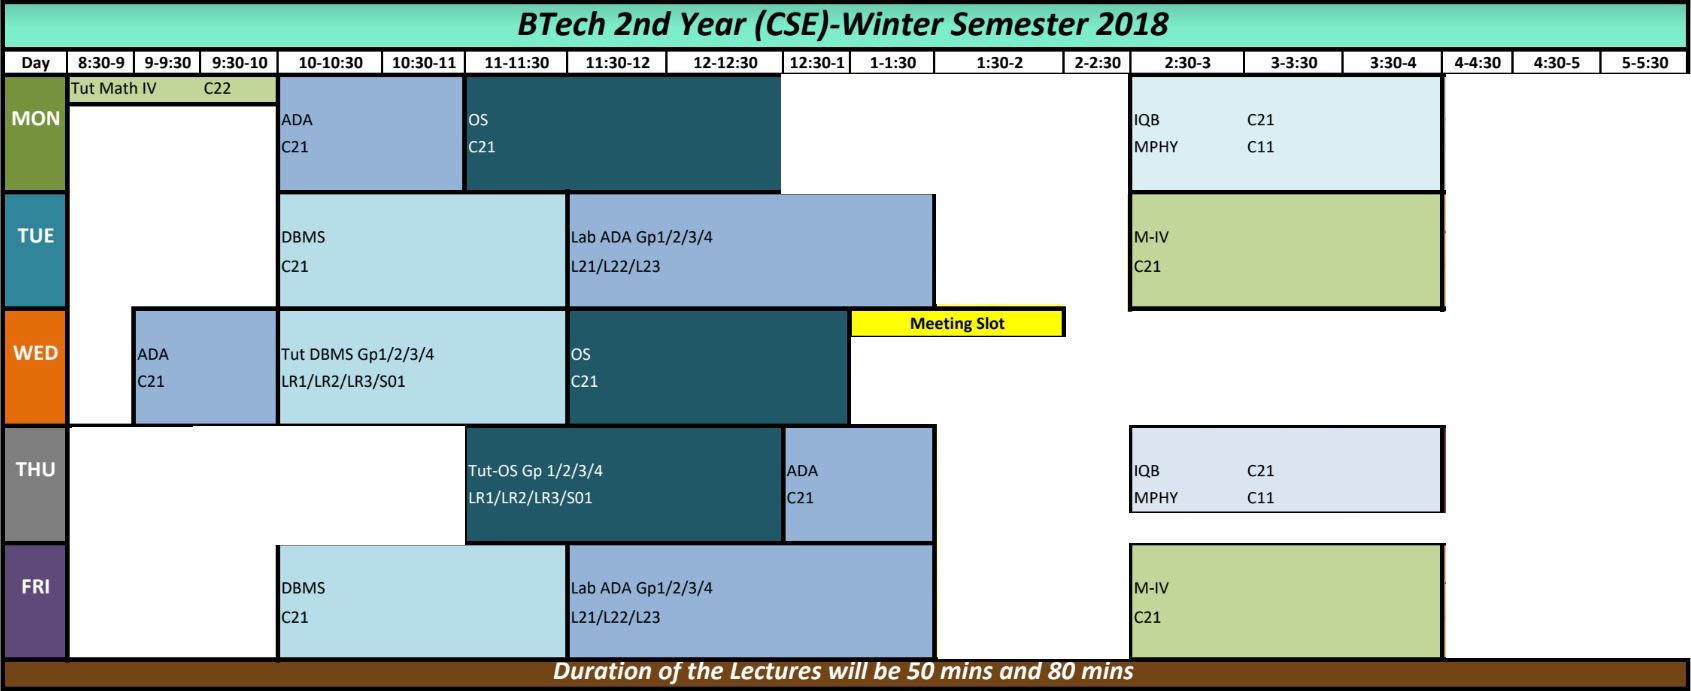 BTech 2nd Year (CSE)-Winter Semester 2018
Day 8:30-9 9-9:30 9:30-10 10-10:30 10:30-11 11-11:30 11:30-12 12-12:30 12:30-1 1-1:30 1:30-2 2-2:30 2:30-3 3-3:30 3:30-4 4-4:30 4:30-5 5-5:30
Tut Math IV C22
MON ADA OS IQB C21
C21 C21 MPHY C11
TUE DBMS Lab ADA Gp1/2/3/4 M-IV
C21 L21/L22/L23 C21
Meeting Slot
WED ADA Tut DBMS Gp1/2/3/4 OS
C21 LR1/LR2/LR3/S01 C21
THU Tut-OS Gp 1/2/3/4 ADA IQB C21
LR1/LR2/LR3/S01 C21 MPHY C11
FRI DBMS Lab ADA Gp1/2/3/4 M-IV
C21 L21/L22/L23 C21
Duration of the Lectures will be 50 mins and 80 mins